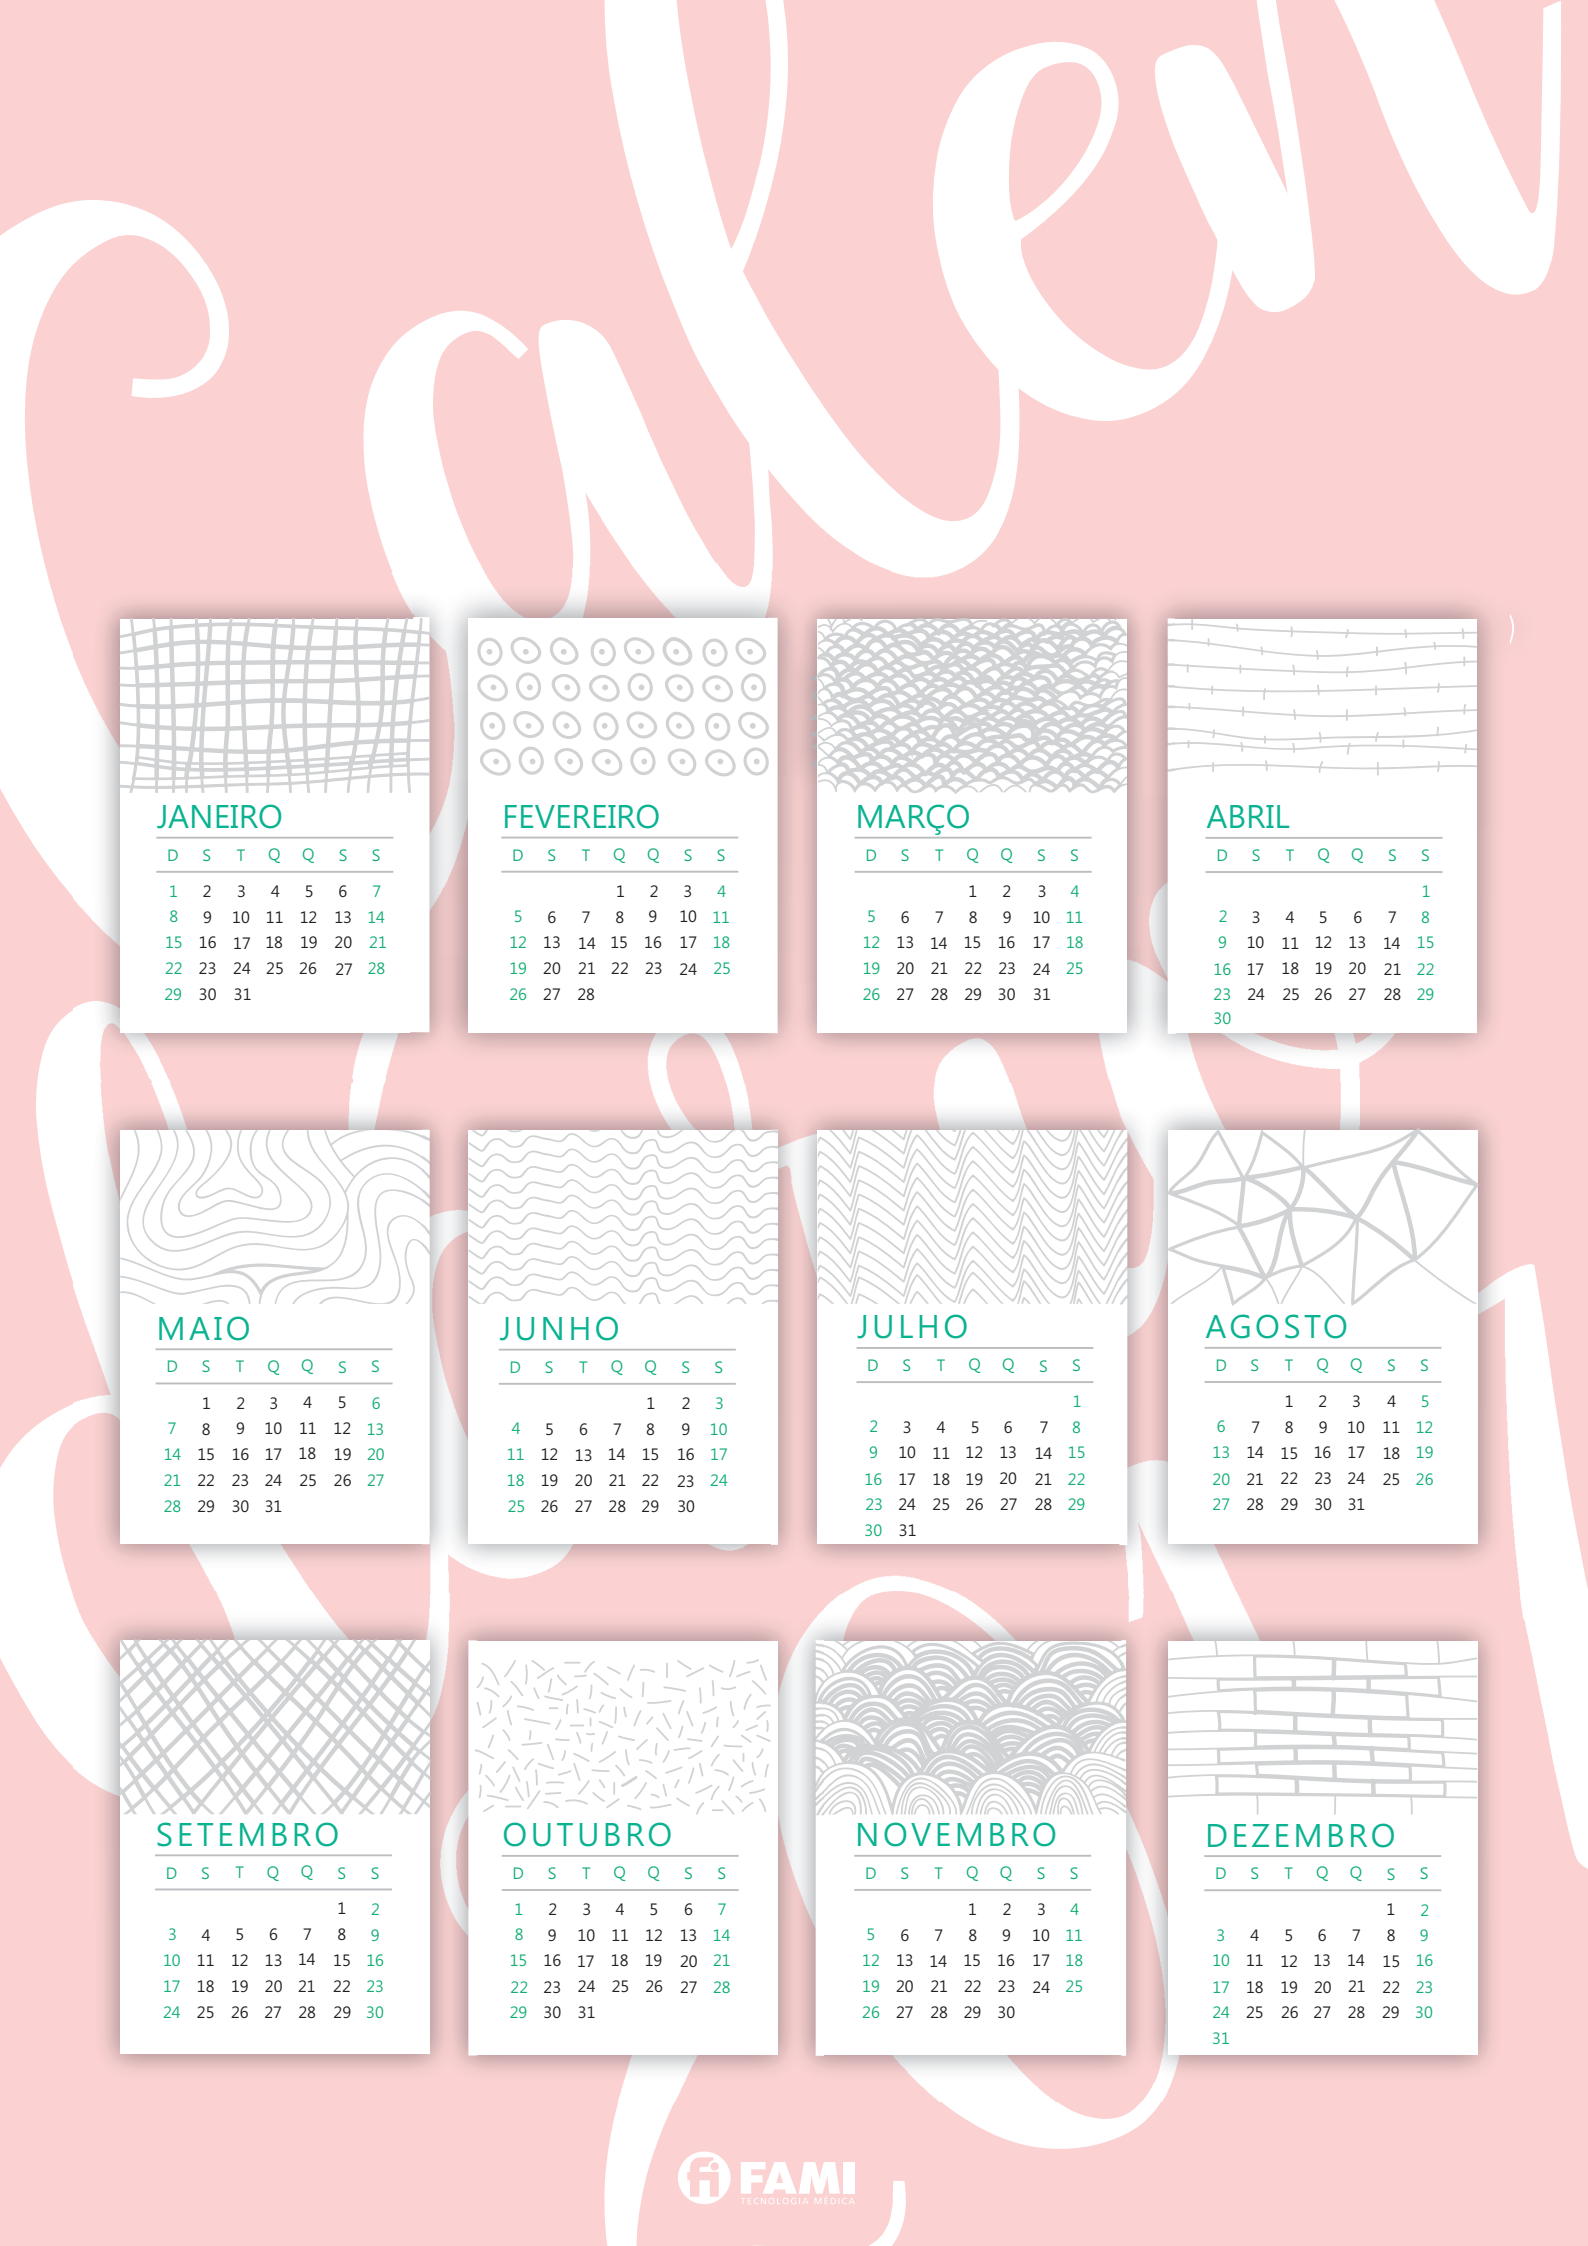 Calen
JANEIRO
D S T Q Q S S
1 2 3 4 5 6 7
8 9 10 11 12 13 14
15 16 17 18 19 20 21
22 23 24 25 26 27 28
29 30 31
FEVEREIRO
D S T Q Q S S
1 2 3 4
5 6 7 8 9 10 11
12 13 14 15 16 17 18
19 20 21 22 23 24 25
26 27 28
MARÇO
D S T Q Q S S
1 2 3 4
5 6 7 8 9 10 11
12 13 14 15 16 17 18
19 20 21 22 23 24 25
26 27 28 29 30 31
ABRIL
D S T Q Q S S
1
2 3 4 5 6 7 8
9 10 11 12 13 14 15
16 17 18 19 20 21 22
23 24 25 26 27 28 29
30
MAIO
D S T Q Q S S
1 2 3 4 5 6
7 8 9 10 11 12 13
14 15 16 17 18 19 20
21 22 23 24 25 26 27
28 29 30 31
JUNHO
D S T Q Q S S
1 2 3
4 5 6 7 8 9 10
11 12 13 14 15 16 17
18 19 20 21 22 23 24
25 26 27 28 29 30
JULHO
D S T Q Q S S
1
2 3 4 5 6 7 8
9 10 11 12 13 14 15
16 17 18 19 20 21 22
23 24 25 26 27 28 29
30 31
AGOSTO
D S T Q Q S S
1 2 3 4 5
6 7 8 9 10 11 12
13 14 15 16 17 18 19
20 21 22 23 24 25 26
27 28 29 30 31
SETEMBRO
D S T Q Q S S
1 2
3 4 5 6 7 8 9
10 11 12 13 14 15 16
17 18 19 20 21 22 23
24 25 26 27 28 29 30
OUTUBRO
D S T Q Q S S
1 2 3 4 5 6 7
8 9 10 11 12 13 14
15 16 17 18 19 20 21
22 23 24 25 26 27 28
29 30 31
NOVEMBRO
D S T Q Q S S
1 2 3 4
5 6 7 8 9 10 11
12 13 14 15 16 17 18
19 20 21 22 23 24 25
26 27 28 29 30
DEZEMBRO
D S T Q Q S S
1 2
3 4 5 6 7 8 9
10 11 12 13 14 15 16
17 18 19 20 21 22 23
24 25 26 27 28 29 30
31
fi FAMI
TECNOLOGIA MÉDICA